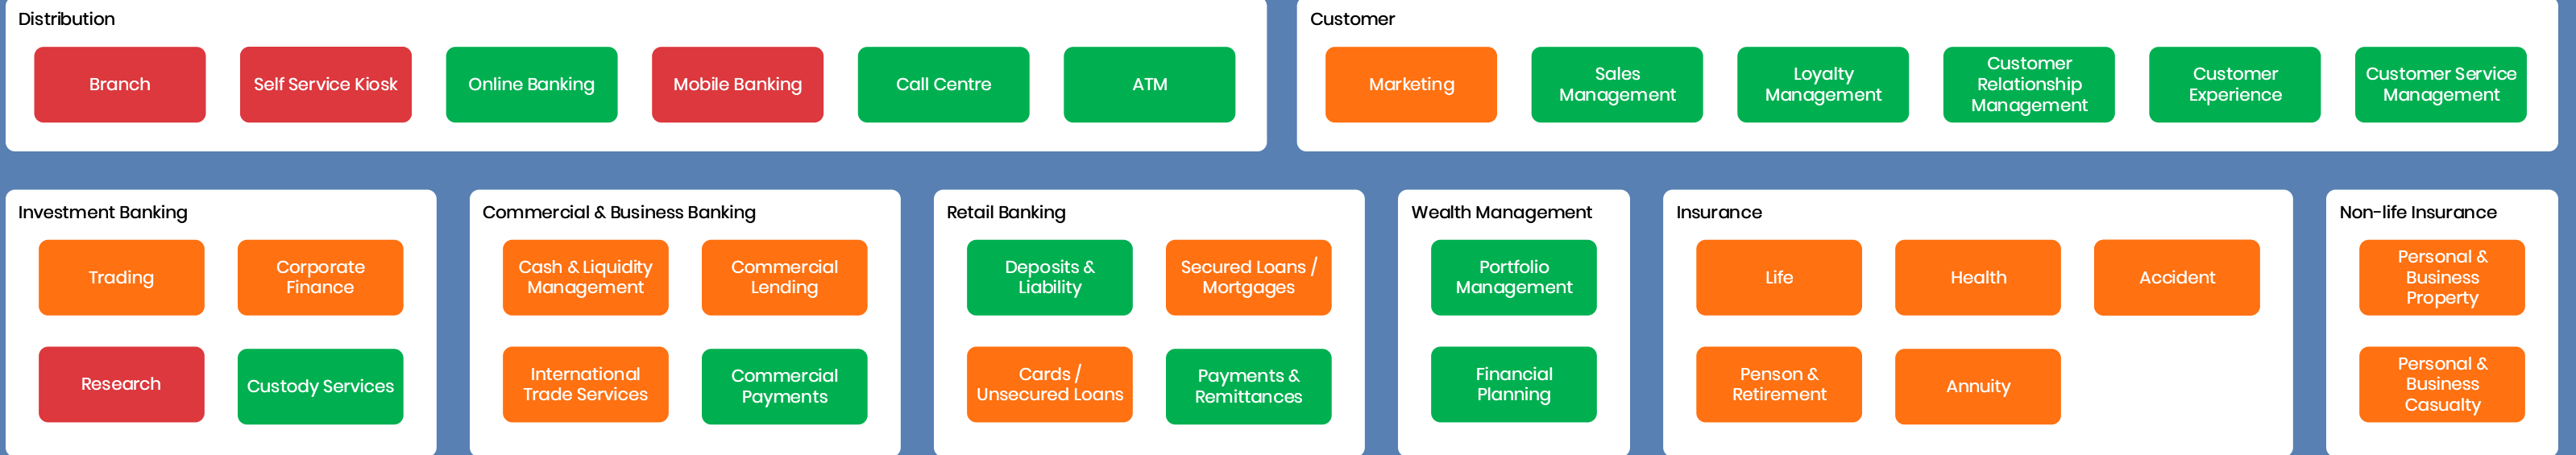 Distribution
Branch
Self Service Kiosk
Online Banking
Mobile Banking
Call Centre
ATM
Customer
Marketing
Sales
Management
Loyalty
Management
Customer
Relationship
Management
Customer
Experience
Customer Service
Management
Investment Banking
Trading
Corporate
Finance
Research
Custody Services
Commercial & Business Banking
Cash & Liquidity
Management
Commercial
Lending
International
Trade Services
Commercial
Payments
Retail Banking
Deposits &
Liability
Secured Loans /
Mortgages
Cards /
Unsecured Loans
Payments &
Remittances
Wealth Management
Portfolio
Management
Financial
Planning
Insurance
Life
Health
Accident
Penson &
Retirement
Annuity
Non-life Insurance
Personal &
Business
Property
Personal &
Business
Casualty